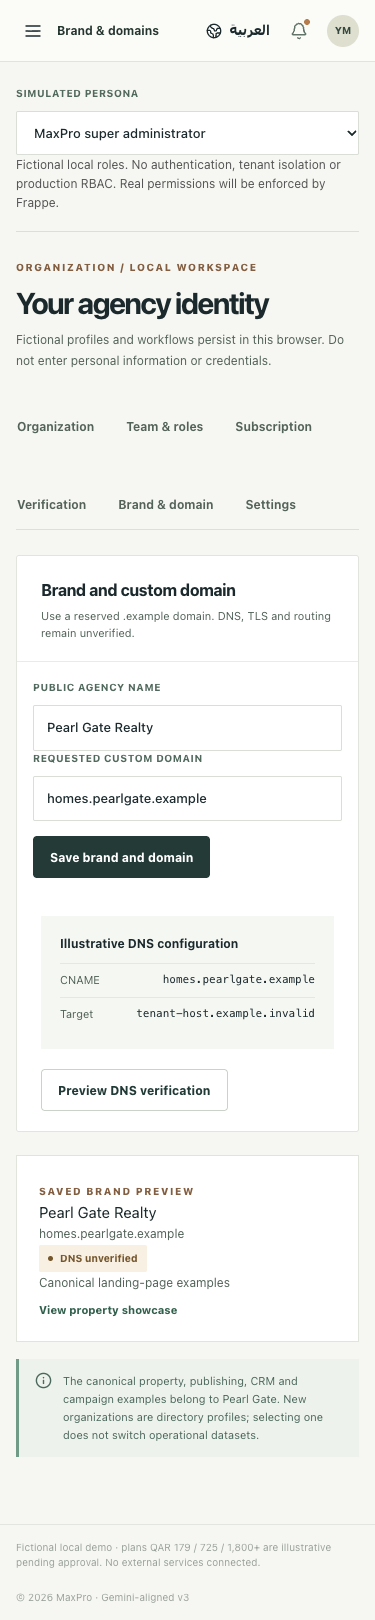 Brand & domains
العربية
YM
SIMULATED PERSONA
MaxPro super administrator
Fictional local roles. No authentication, tenant isolation or
production RBAC. Real permissions will be enforced by
Frappe.
ORGANIZATION / LOCAL WORKSPACE
Your agency identity
Fictional profiles and workflows persist in this browser. Do
not enter personal information or credentials.
Organization Team & roles Subscription
Verification Brand & domain Settings
Brand and custom domain
Use a reserved .example domain. DNS, TLS and routing
remain unverified.
PUBLIC AGENCY NAME
Pearl Gate Realty
REQUESTED CUSTOM DOMAIN
homes.pearlgate.example
Save brand and domain
Illustrative DNS configuration
CNAME homes.pearlgate.example
Target tenant-host.example.invalid
Preview DNS verification
SAVED BRAND PREVIEW
Pearl Gate Realty
homes.pearlgate.example
DNS unverified
Canonical landing-page examples
View property showcase
The canonical property, publishing, CRM and
campaign examples belong to Pearl Gate. New
organizations are directory profiles; selecting one
does not switch operational datasets.
Fictional local demo · plans QAR 179 / 725 / 1,800+ are illustrative
pending approval. No external services connected.
© 2026 MaxPro · Gemini-aligned v3